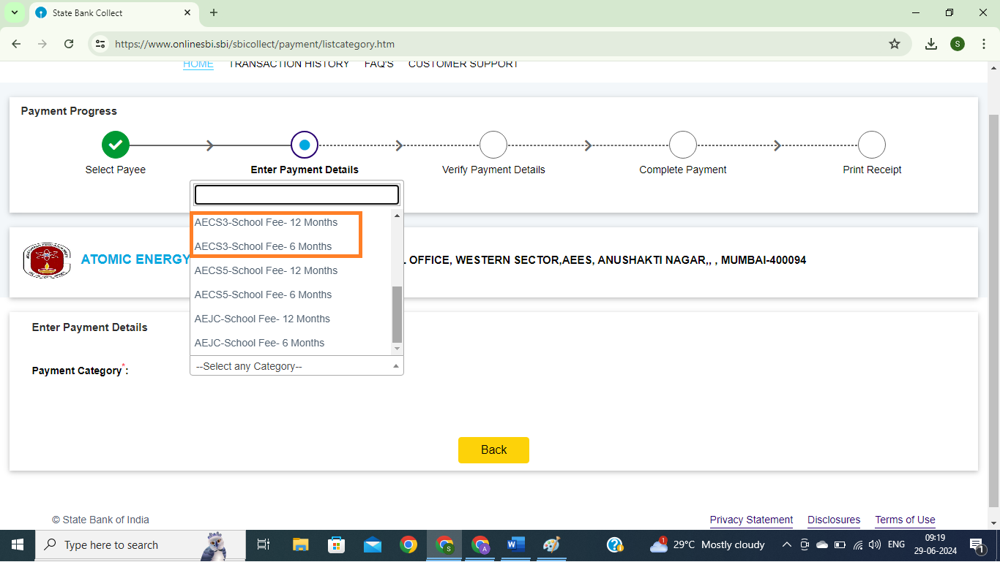 State Bank Collect
https://www.onlinesbi.sbi/sbicollect/payment/listcategory.htm
S
HOME TRANSACTION HISTORY FAQ'S CUSTOMER SUPPORT
Payment Progress
Select Payee
Enter Payment Details
Verify Payment Details
Complete Payment
Print Receipt
AECS3-School Fee- 12 Months
AECS3-School Fee- 6 Months
ATOMIC ENERGY OFFICE, WESTERN SECTOR,AEES, ANUSHAKTI NAGAR,, , MUMBAI-400094
AECS5-School Fee- 12 Months
AECS5-School Fee- 6 Months
AEJC-School Fee- 12 Months
AEJC-School Fee- 6 Months
Enter Payment Details
Payment Category*:
--Select any Category--
Back
© State Bank of India
Privacy Statement Disclosures Terms of Use
Type here to search
S
A
W
1
29°C Mostly cloudy
ENG
09:19
29-06-2024
1